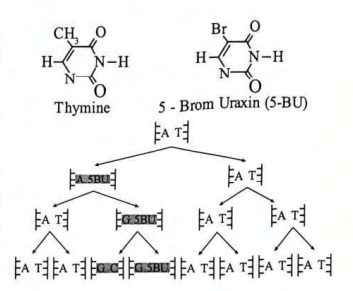 CH₃ O
H N-H
N O
Br O
H N-H
N O
Thymine
5 - Brom Uraxin (5-BU)
A T
A 5BU A T
A T G 5BU A T A T
A T A T G C G 5BU A T A T A T A T